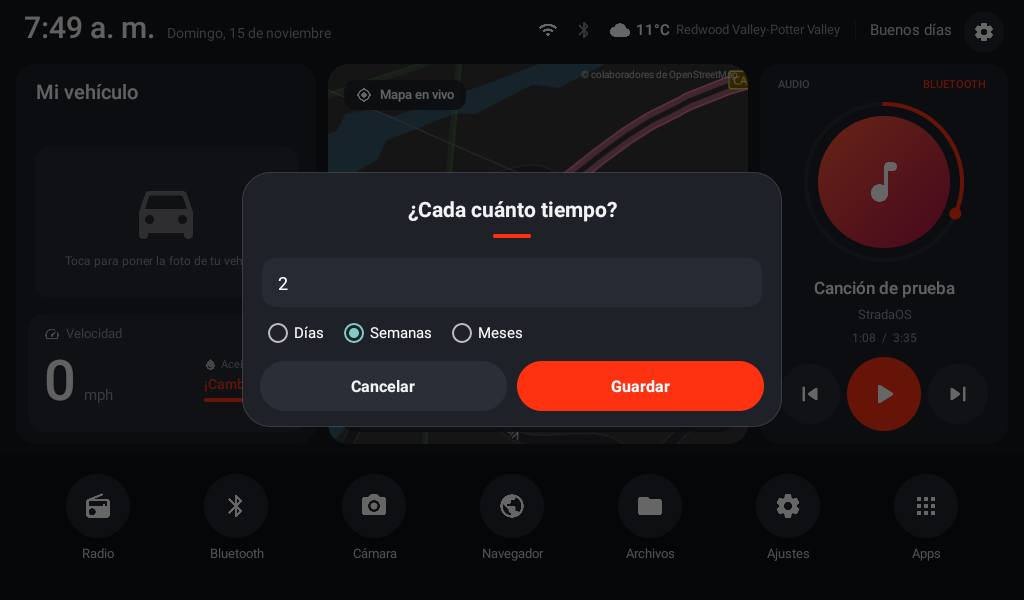 7:49 a. m.
Domingo, 15 de noviembre
11°C
Redwood Valley-Potter Valley
Buenos días
Mi vehículo
Toca para poner la foto de tu veh
Velocidad
0
mph
Acei
¡Camb
© colaboradores de OpenStreetMap
CA
Mapa en vivo
¿Cada cuánto tiempo?
2
Días
Semanas
Meses
Cancelar
Guardar
AUDIO
BLUETOOTH
Canción de prueba
StradaOS
1:08 / 3:35
Radio
Bluetooth
Cámara
Navegador
Archivos
Ajustes
Apps